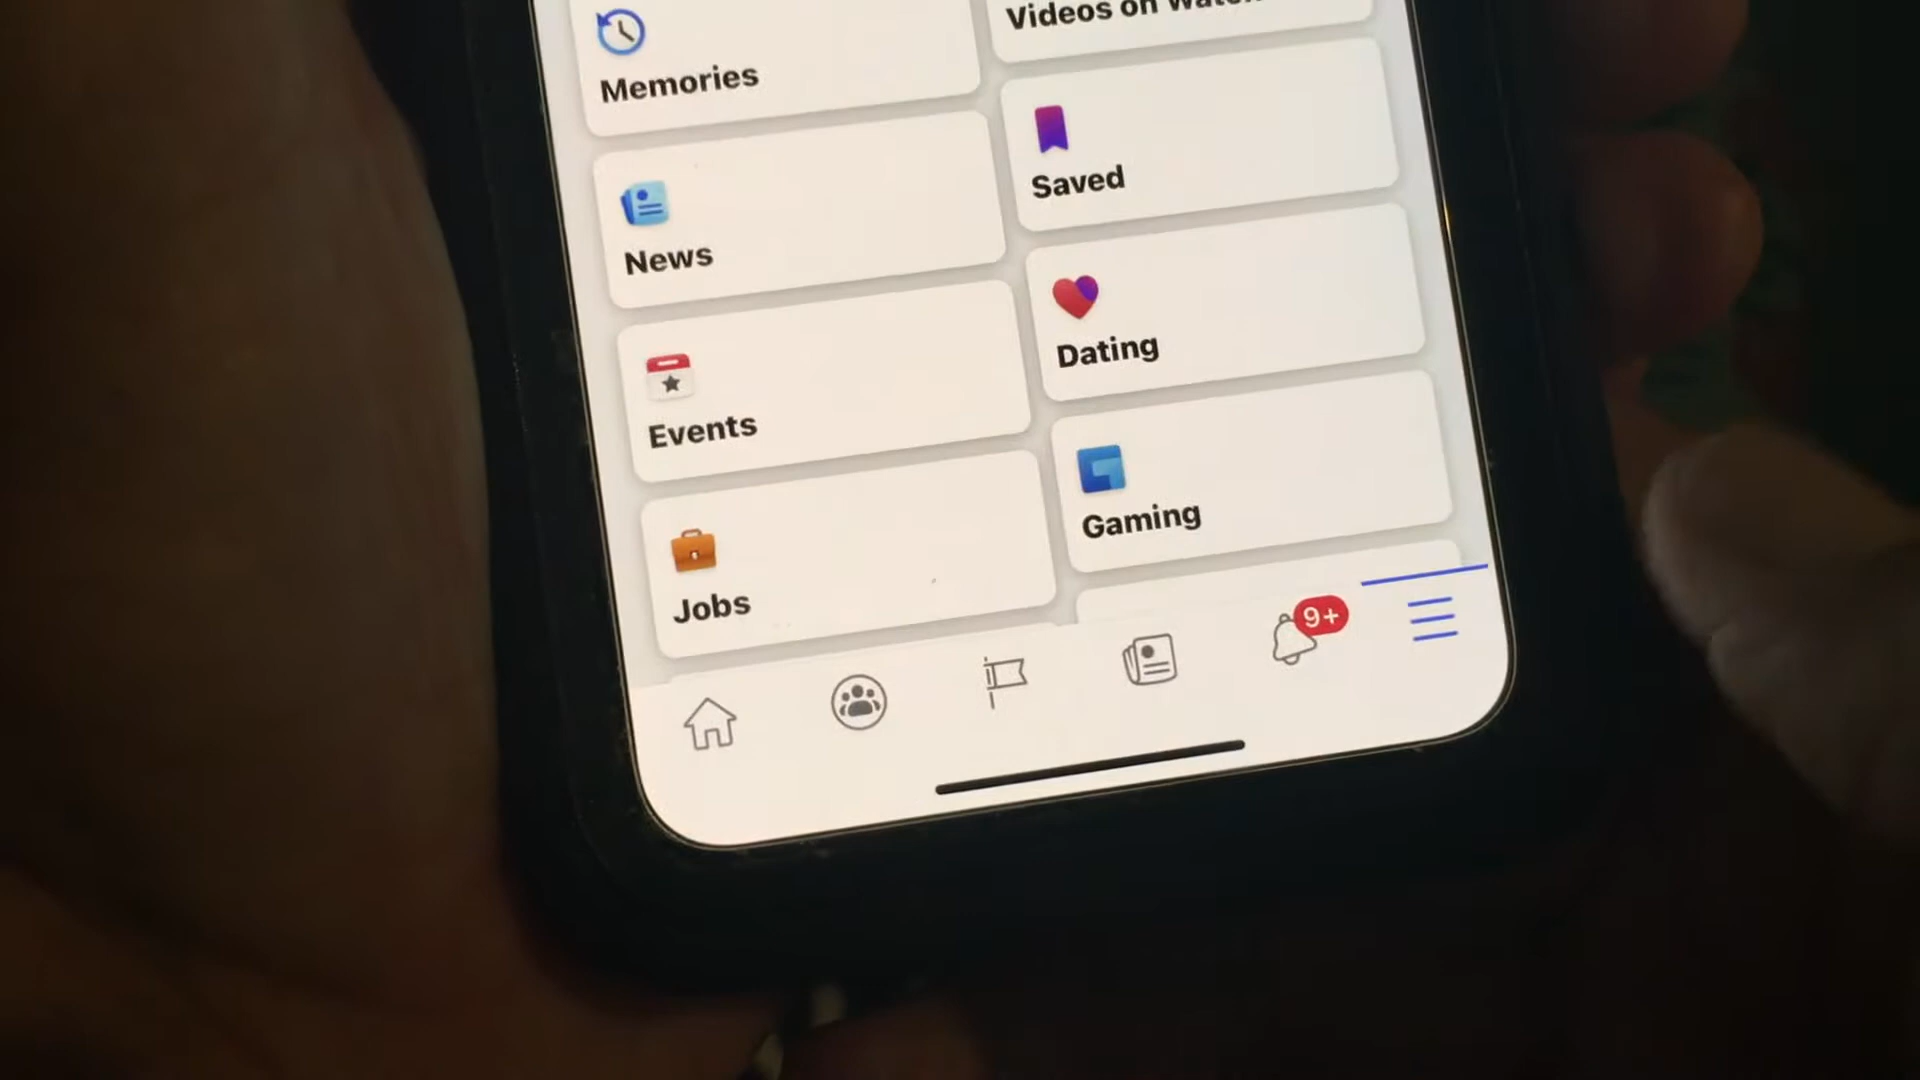 Memories
Videos on Watch
News
Saved
Events
Dating
Jobs
Gaming
9+